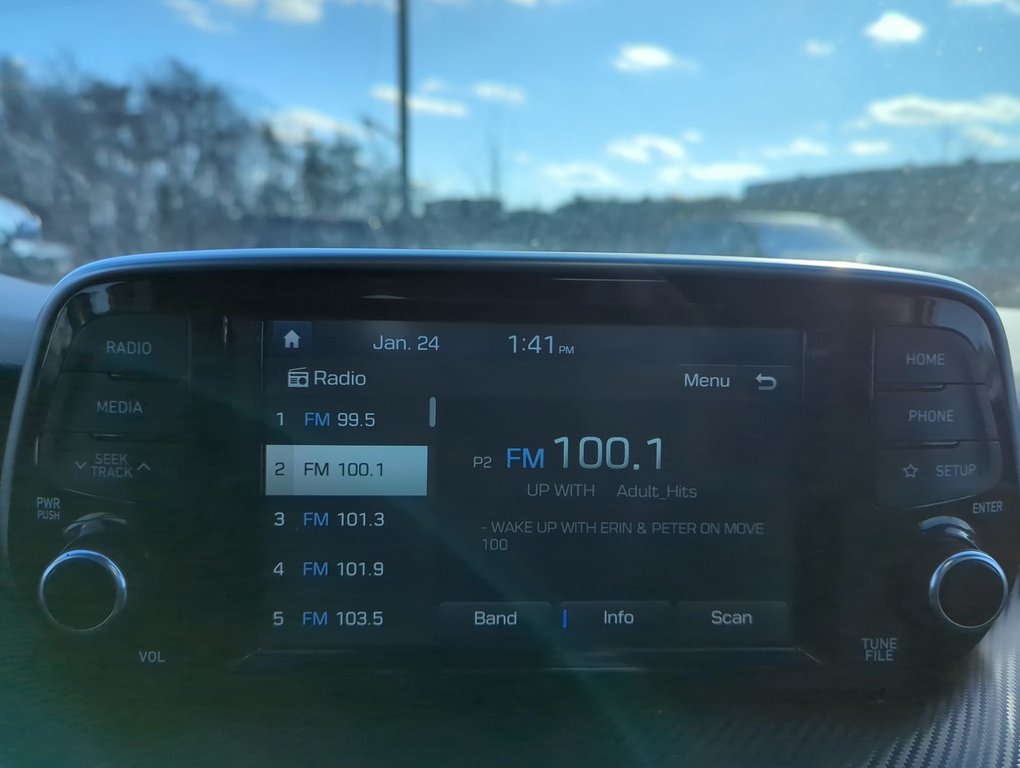 Jan. 24 1:41 PM
Radio
Menu
1 FM 99.5
2 FM 100.1
3 FM 101.3
4 FM 101.9
5 FM 103.5
P2 FM 100.1
UP WITH Adult_Hits
- WAKE UP WITH ERIN & PETER ON MOVE
100
Band Info Scan
RADIO
MEDIA
SEEK
TRACK
PWR
PUSH
VOL
HOME
PHONE
SETUP
ENTER
TUNE
FILE